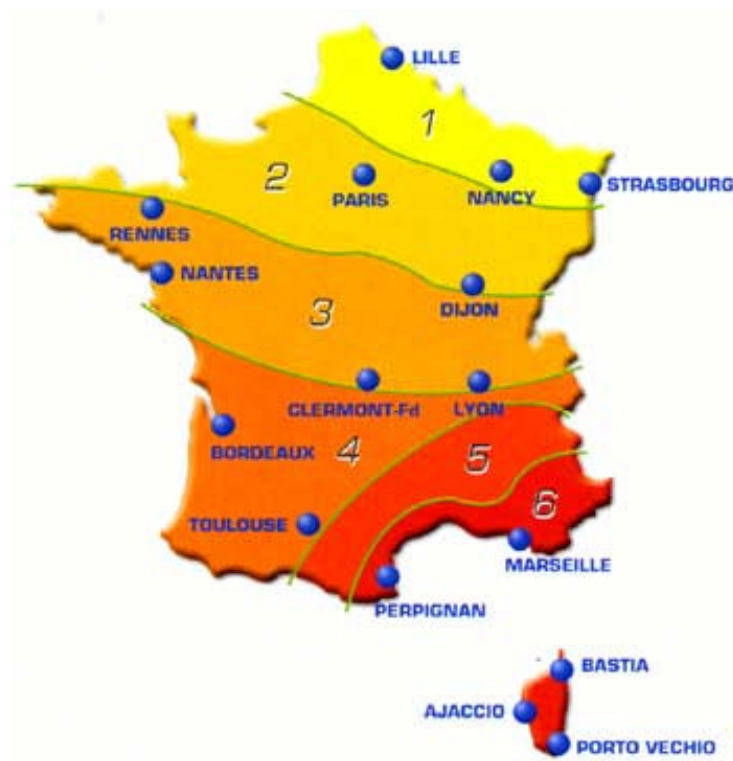 LILLE
1
2
PARIS
NANCY
STRASBOURG
RENNES
NANTES
DIJON
3
CLERMONT-Fd
LYON
BORDEAUX
4
5
6
TOULOUSE
MARSEILLE
PERPIGNAN
BASTIA
AJACCIO
PORTO VECHIO